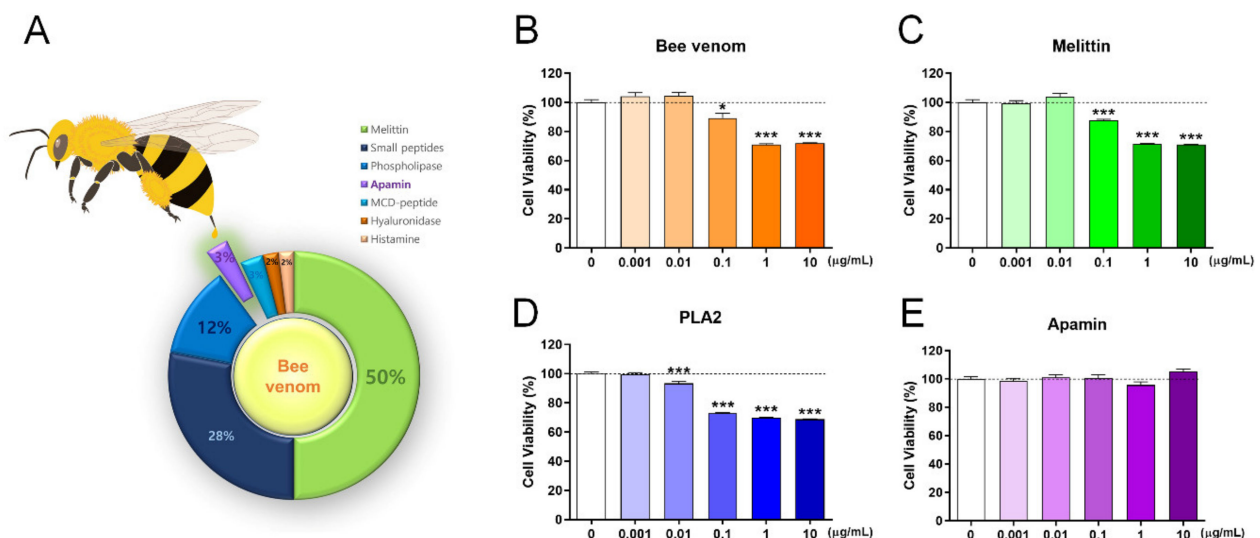 A
Melittin
Small peptides
Phospholipase
Apamin
MCD-peptide
Hyaluronidase
Histamine
3%
3%
2%
2%
12%
28%
50%
Bee
venom
B
Bee venom
Cell Viability (%)
120
100
80
60
40
20
0
*
***
***
0 0.001 0.01 0.1 1 10 (μg/mL)
C
Melittin
Cell Viability (%)
120
100
80
60
40
20
0
***
***
***
0 0.001 0.01 0.1 1 10 (μg/mL)
D
PLA2
Cell Viability (%)
120
100
80
60
40
20
0
***
***
***
***
0 0.001 0.01 0.1 1 10 (μg/mL)
E
Apamin
Cell Viability (%)
120
100
80
60
40
20
0
0 0.001 0.01 0.1 1 10 (μg/mL)